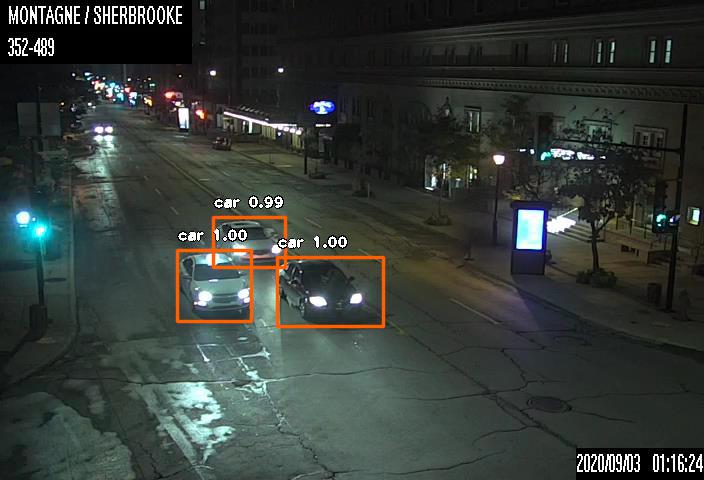 MONTAGNE / SHERBROOKE
352-489
car 0.99
car 1.00
car 1.00
2020/09/03 01:16:24